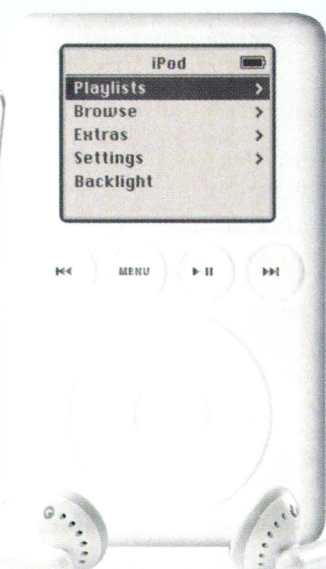 iPod
Playlists >
Browse >
Extras >
Settings >
Backlight
MENU